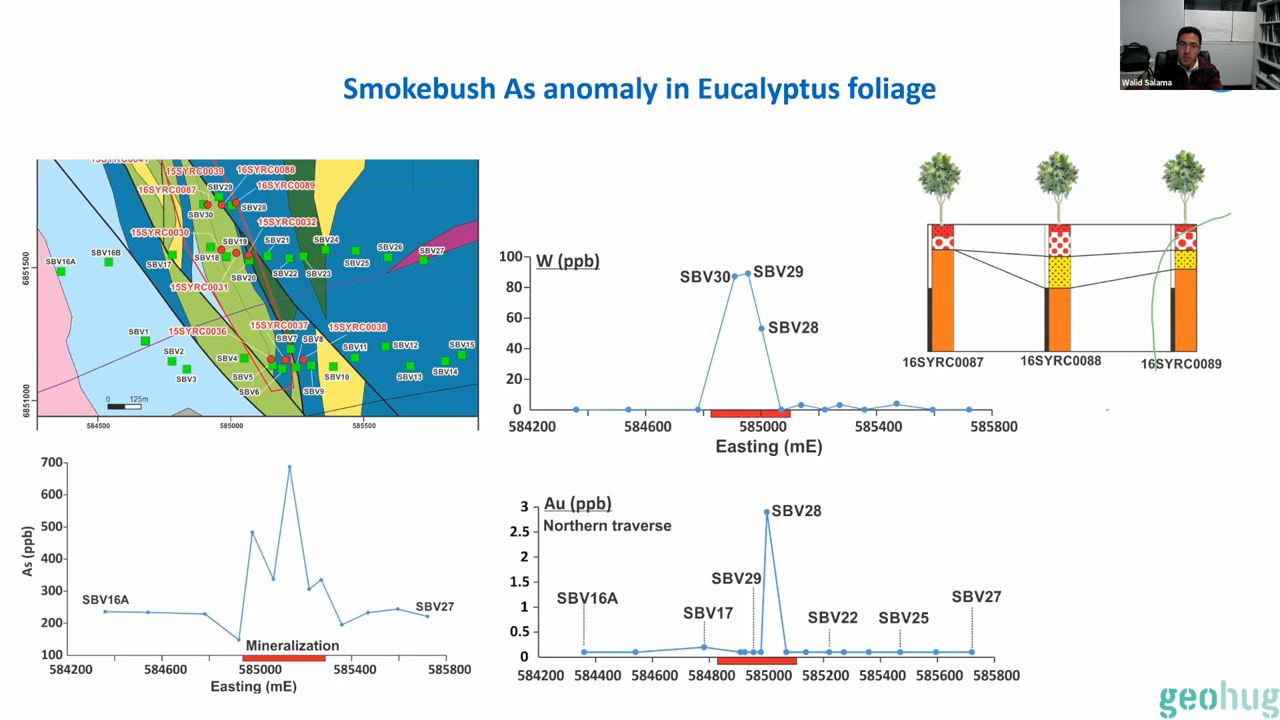 Walid Salama
Smokebush As anomaly in Eucalyptus foliage
15SYRC0041
15SYRC0039
16SYRC0088
16SYRC0087
SBV29
16SYRC0089
SBV30
SBV28
15SYRC0032
15SYRC0030
SBV19
SBV21
SBV24
SBV26
SBV27
SBV16A
SBV16B
SBV17
SBV18
SBV20
SBV22
SBV23
SBV25
15SYRC0031
15SYRC0037
15SYRC0038
15SYRC0036
SBV1
SBV2
SBV3
SBV4
SBV5
SBV6
SBV7
SBV8
SBV9
SBV10
SBV11
SBV12
SBV13
SBV14
SBV15
6851500
6851000
0 125m
584500 585000 585500
W (ppb)
100
80
60
40
20
0
SBV30
SBV29
SBV28
584200 584600 585000 585400 585800
Easting (mE)
16SYRC0087 16SYRC0088 16SYRC0089
As (ppb)
700
600
500
400
300
200
100
SBV16A
SBV27
Mineralization
584200 584600 585000 585400 585800
Easting (mE)
Au (ppb)
Northern traverse
3
2.5
2
1.5
1
0.5
0
SBV28
SBV29
SBV16A
SBV17
SBV22
SBV25
SBV27
584200 584400 584600 584800 585000 585200 585400 585600 585800
geohug